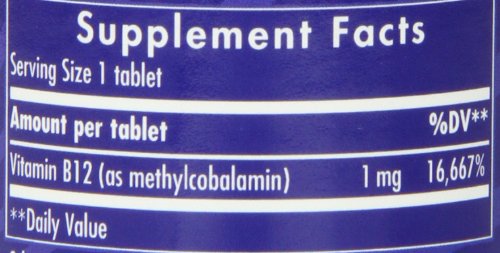 Supplement Facts
Serving Size 1 tablet
Amount per tablet %DV**
Vitamin B12 (as methylcobalamin) 1 mg 16,667%
**Daily Value